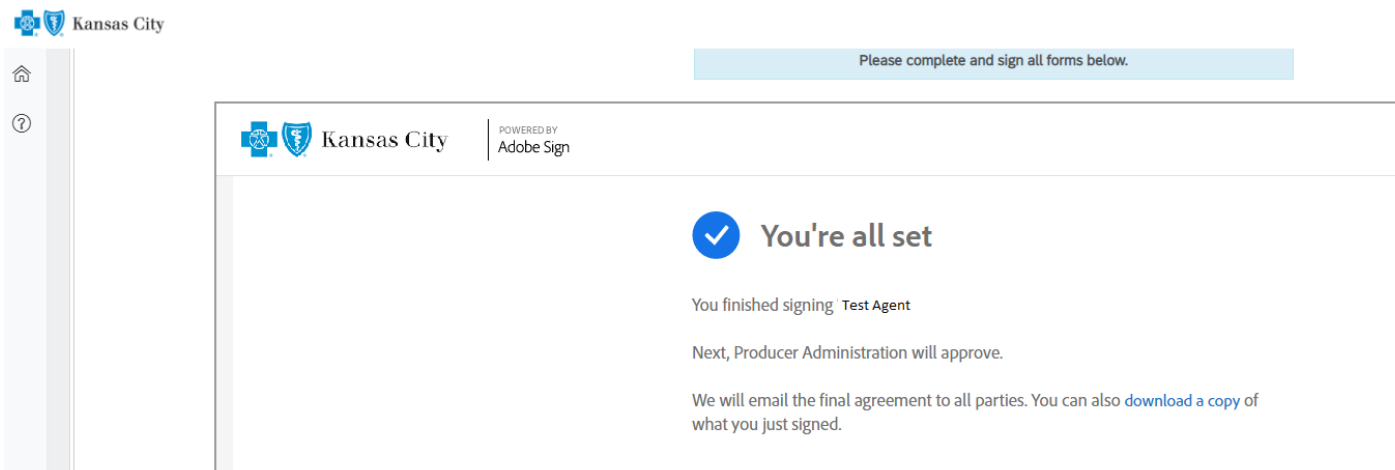 Kansas City
Please complete and sign all forms below.
Kansas City
POWERED BY
Adobe Sign
You're all set
You finished signing Test Agent
Next, Producer Administration will approve.
We will email the final agreement to all parties. You can also download a copy of
what you just signed.